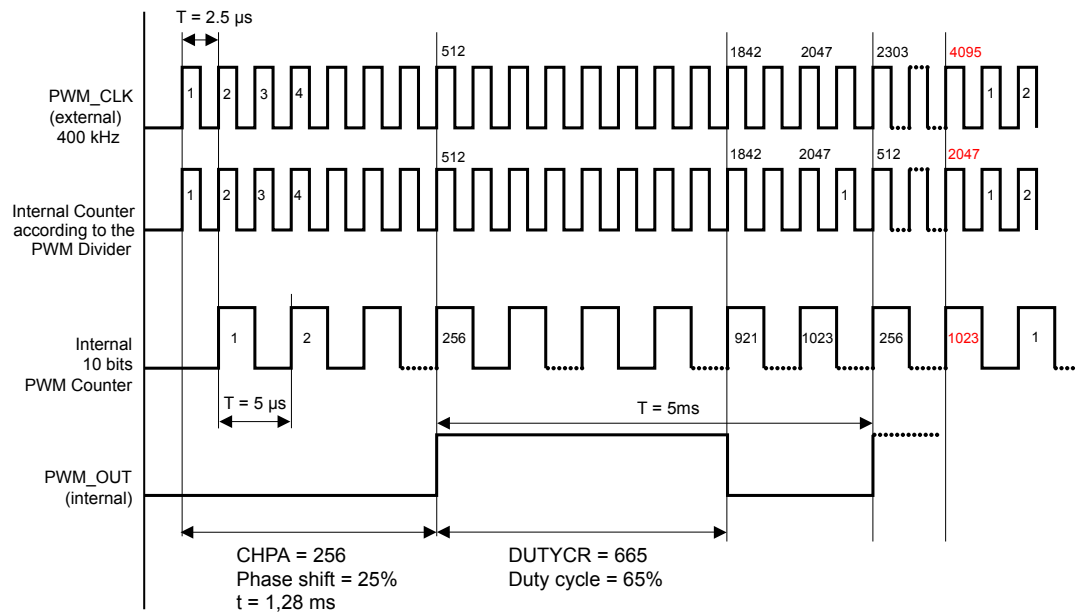 T = 2.5 µs
512
1842
2047
2303
4095
PWM_CLK
(external)
400 kHz
1
2
3
4
1
2
512
1842
2047
512
2047
Internal Counter
according to the
PWM Divider
1
2
3
4
1
1
2
Internal
10 bits
PWM Counter
1
2
256
921
1023
256
1023
1
T = 5 µs
T = 5ms
PWM_OUT
(internal)
CHPA = 256
Phase shift = 25%
t = 1,28 ms
DUTYCR = 665
Duty cycle = 65%